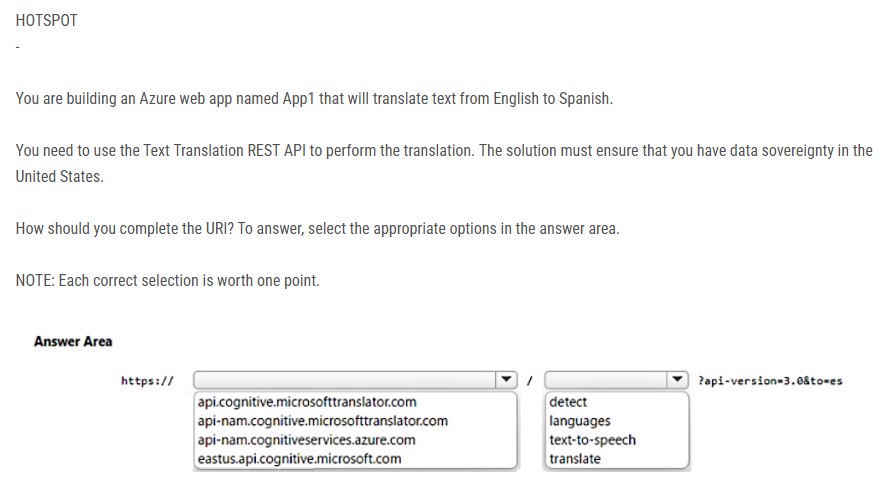 HOTSPOT
-
You are building an Azure web app named App1 that will translate text from English to Spanish.
You need to use the Text Translation REST API to perform the translation. The solution must ensure that you have data sovereignty in the
United States.
How should you complete the URI? To answer, select the appropriate options in the answer area.
NOTE: Each correct selection is worth one point.
Answer Area
https:// / ?api-version=3.0&to=es
api.cognitive.microsofttranslator.com detect
api-nam.cognitive.microsofttranslator.com languages
api-nam.cognitiveservices.azure.com text-to-speech
eastus.api.cognitive.microsoft.com translate